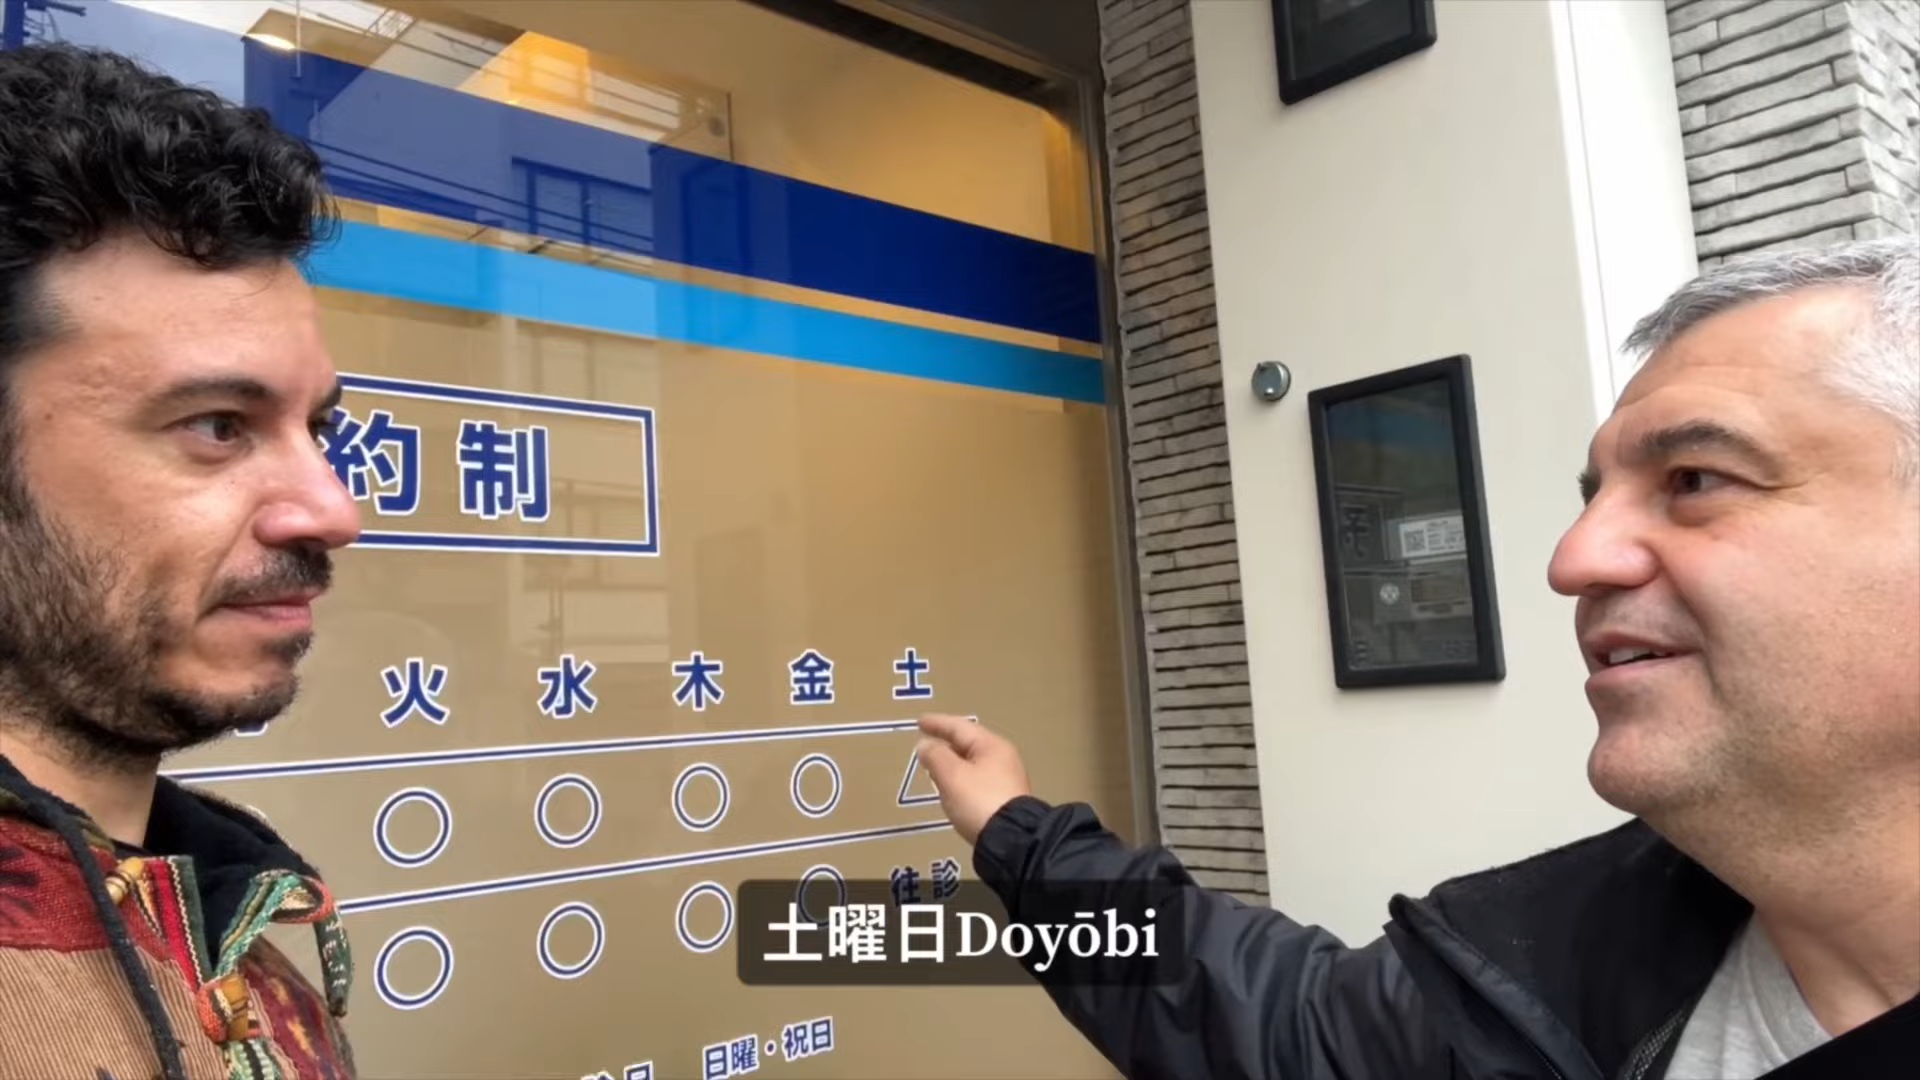 約制
火 水 木 金 土
○ ○ ○ ○ △
○ ○ ○ ○ 往診
土曜日Doyōbi
日曜・祝日